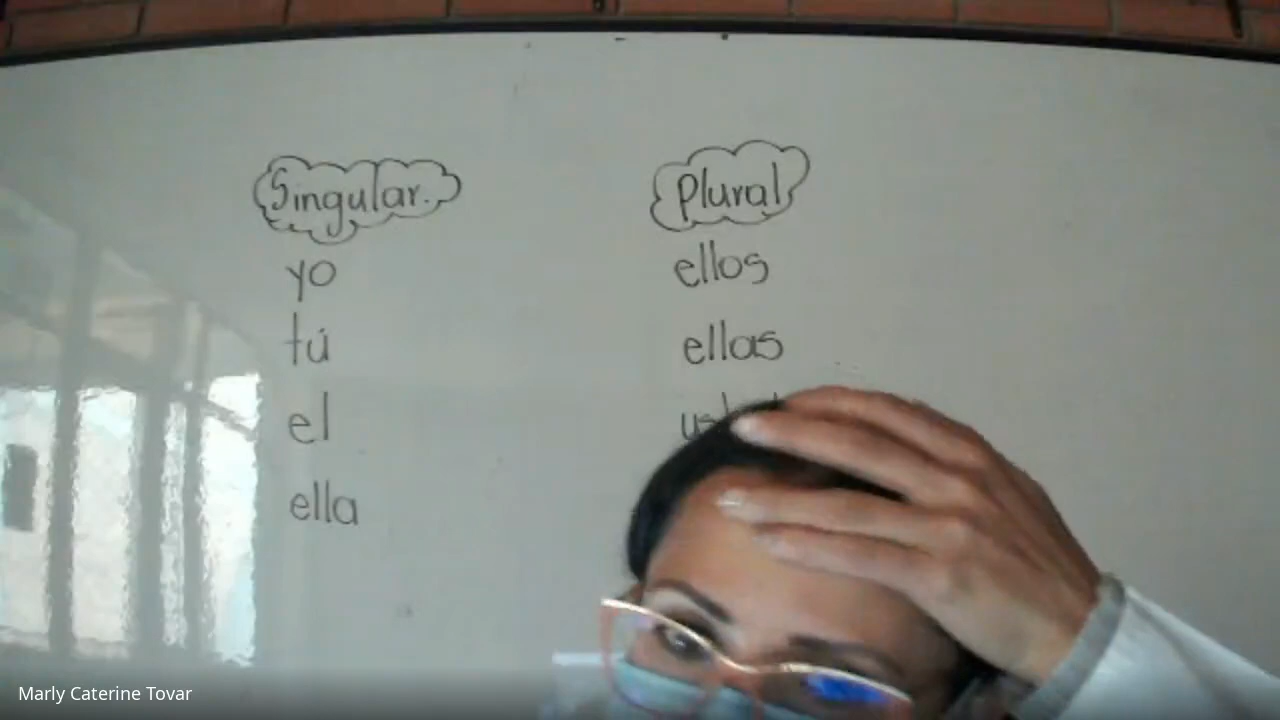 Singular.
Plural
yo
ellos
tú
ellas
el
ella
Marly Caterine Tovar